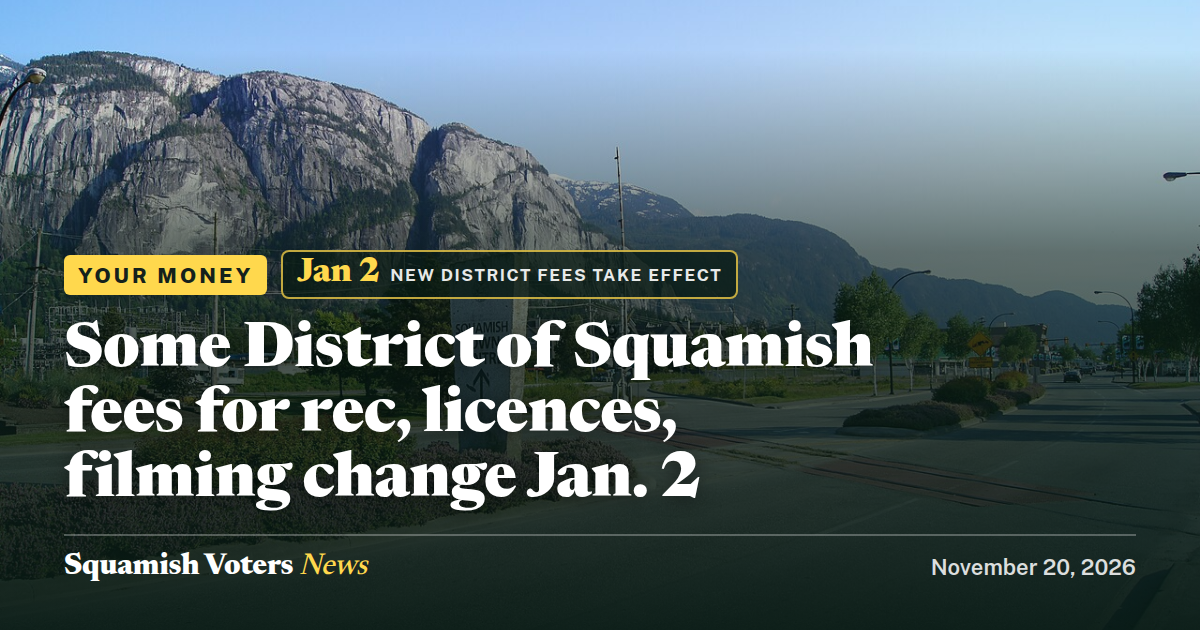 YOUR MONEY
Jan 2 NEW DISTRICT FEES TAKE EFFECT
SQUAMISH
Some District of Squamish
fees for rec, licences,
filming change Jan. 2
Squamish Voters News
November 20, 2026